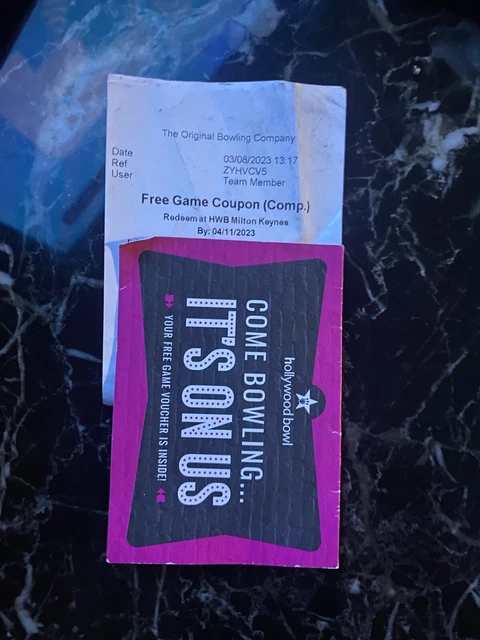 The Original Bowling Company
Date 03/08/2023 13:17
Ref ZYHVCV5
User Team Member
Free Game Coupon (Comp.)
Redeem at HWB Milton Keynes
By: 04/11/2023
hollywood bowl
COME BOWLING...
IT'S ON US
YOUR FREE GAME VOUCHER IS INSIDE!